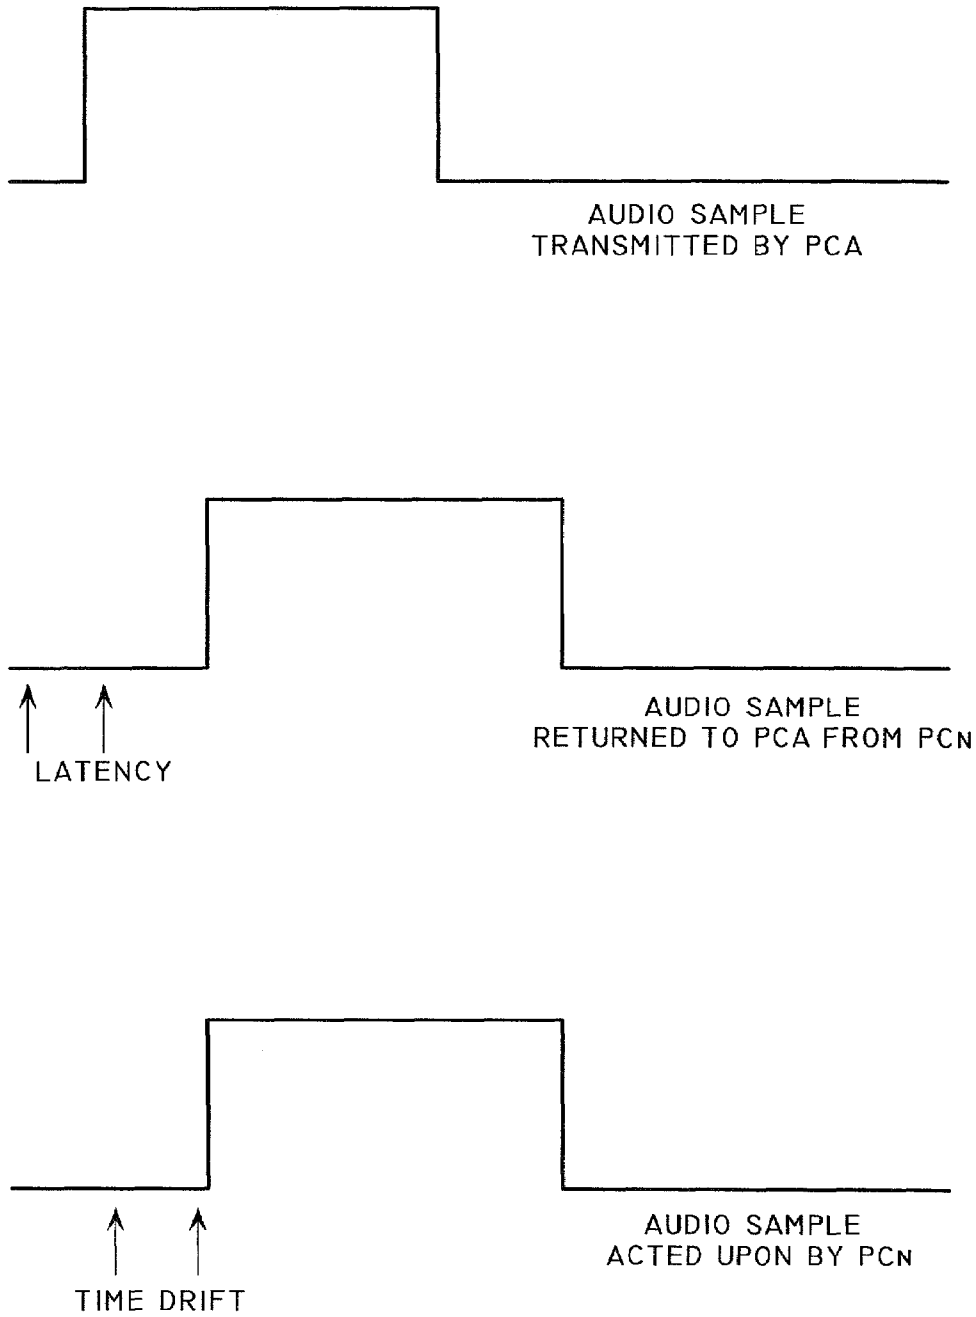 AUDIO SAMPLE
TRANSMITTED BY PCA
AUDIO SAMPLE
RETURNED TO PCA FROM PCN
LATENCY
AUDIO SAMPLE
ACTED UPON BY PCN
TIME DRIFT